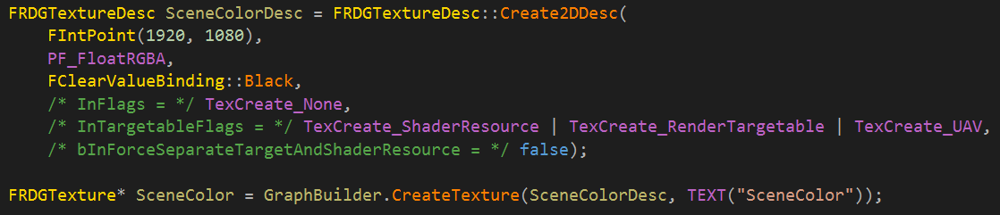 FRDGTextureDesc SceneColorDesc = FRDGTextureDesc::Create2DDesc(
    FIntPoint(1920, 1080),
    PF_FloatRGBA,
    FClearValueBinding::Black,
    /* InFlags = */ TexCreate_None,
    /* InTargetableFlags = */ TexCreate_ShaderResource | TexCreate_RenderTargetable | TexCreate_UAV,
    /* bInForceSeparateTargetAndShaderResource = */ false);

FRDGTexture* SceneColor = GraphBuilder.CreateTexture(SceneColorDesc, TEXT("SceneColor"));